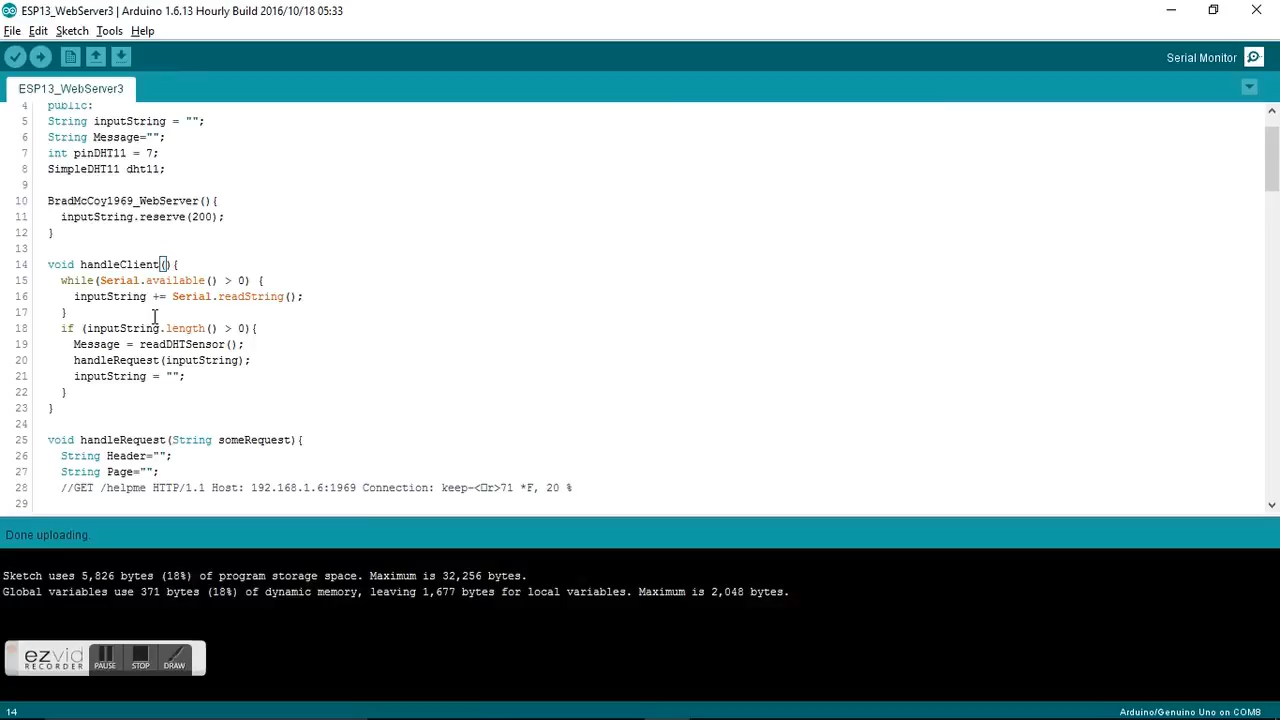 ESP13_WebServer3 | Arduino 1.6.13 Hourly Build 2016/10/18 05:33
File Edit Sketch Tools Help
Serial Monitor
ESP13_WebServer3
4 public:
5 String inputString = "";
6 String Message="";
7 int pinDHT11 = 7;
8 SimpleDHT11 dht11;
9
10 BradMcCoy1969_WebServer(){
11 inputString.reserve(200);
12 }
13
14 void handleClient(){
15 while(Serial.available() > 0) {
16 inputString += Serial.readString();
17 }
18 if (inputString.length() > 0){
19 Message = readDHTSensor();
20 handleRequest(inputString);
21 inputString = "";
22 }
23 }
24
25 void handleRequest(String someRequest){
26 String Header="";
27 String Page="";
28 //GET /helpme HTTP/1.1 Host: 192.168.1.6:1969 Connection: keep-<□r>71 *F, 20 %
29
Done uploading.
Sketch uses 5,826 bytes (18%) of program storage space. Maximum is 32,256 bytes.
Global variables use 371 bytes (18%) of dynamic memory, leaving 1,677 bytes for local variables. Maximum is 2,048 bytes.
ezvid
RECORDER
PAUSE STOP DRAW
14 Arduino/Genuino Uno on COM8